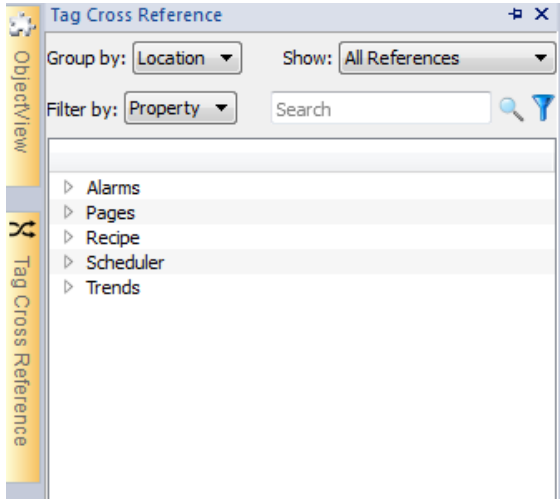 Tag Cross Reference
Group by: Location Show: All References
Filter by: Property Search
Alarms
Pages
Recipe
Scheduler
Trends
ObjectView
Tag Cross Reference